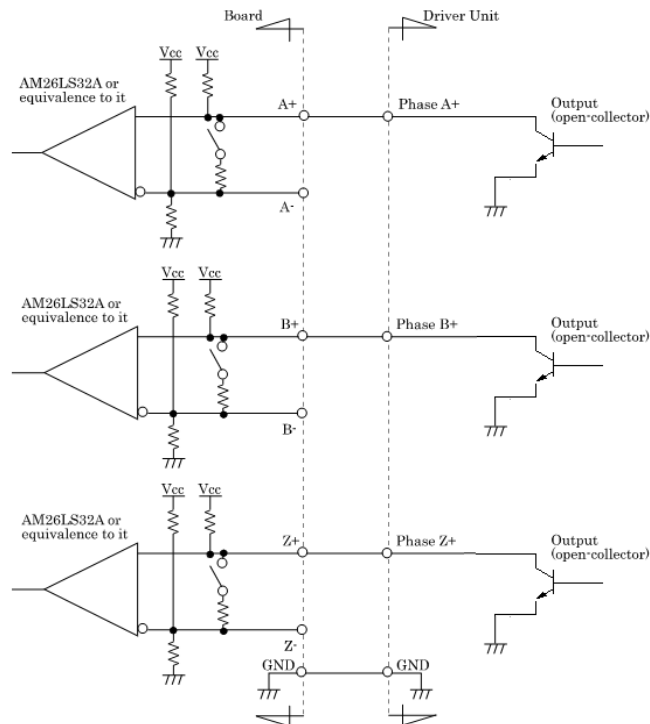 Board
Driver Unit
Vcc
Vcc
AM26LS32A or
equivalence to it
A+
Phase A+
Output
(open-collector)
A-
Vcc
Vcc
AM26LS32A or
equivalence to it
B+
Phase B+
Output
(open-collector)
B-
Vcc
Vcc
AM26LS32A or
equivalence to it
Z+
Phase Z+
Output
(open-collector)
Z-
GND
GND